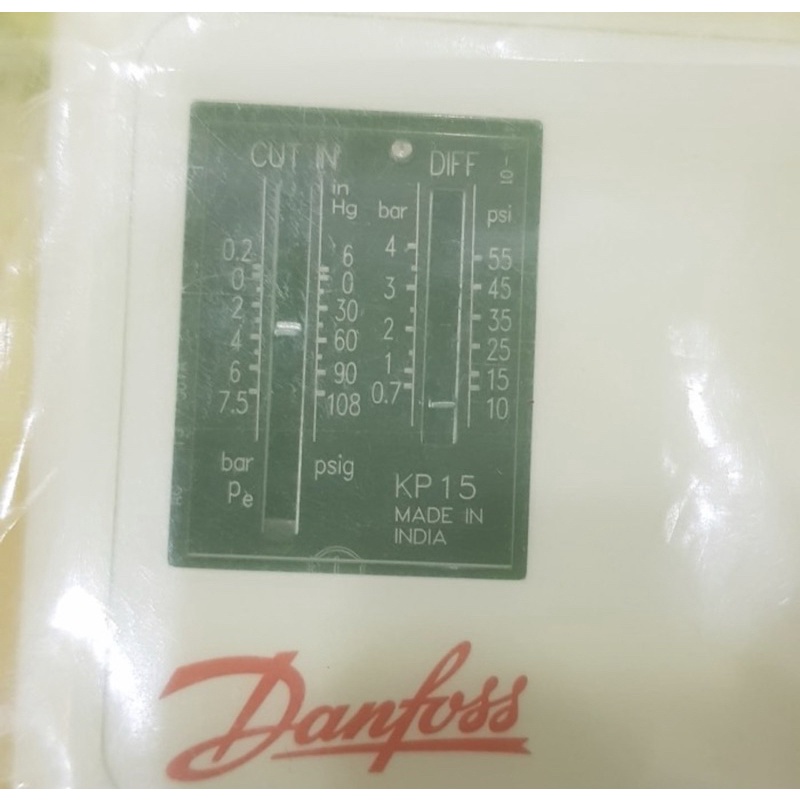 CUT IN DIFF
in
Hg bar psi
0.2 6 4 55
0 0 3 45
2 30 2 35
4 60 1 25
6 90 0.7 15
7.5 108 10
bar psig
pe
KP 15
MADE IN
INDIA
Danfoss